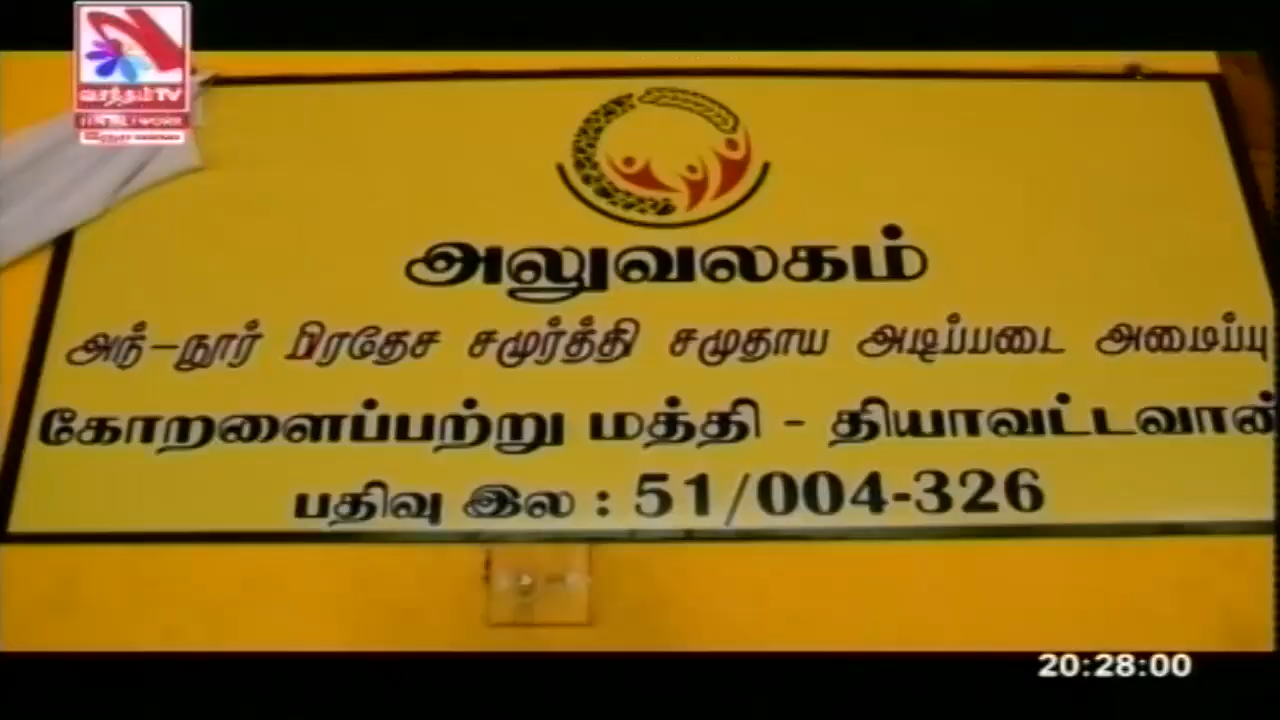 வசந்தம்TV
அலுவலகம்
அந்-நூர் பிரதேச சமுர்த்தி சமுதாய அடிப்படை அமைப்பு
கோறளைப்பற்று மத்தி - தியாவட்டவான்
பதிவு இல : 51/004-326
20:28:00